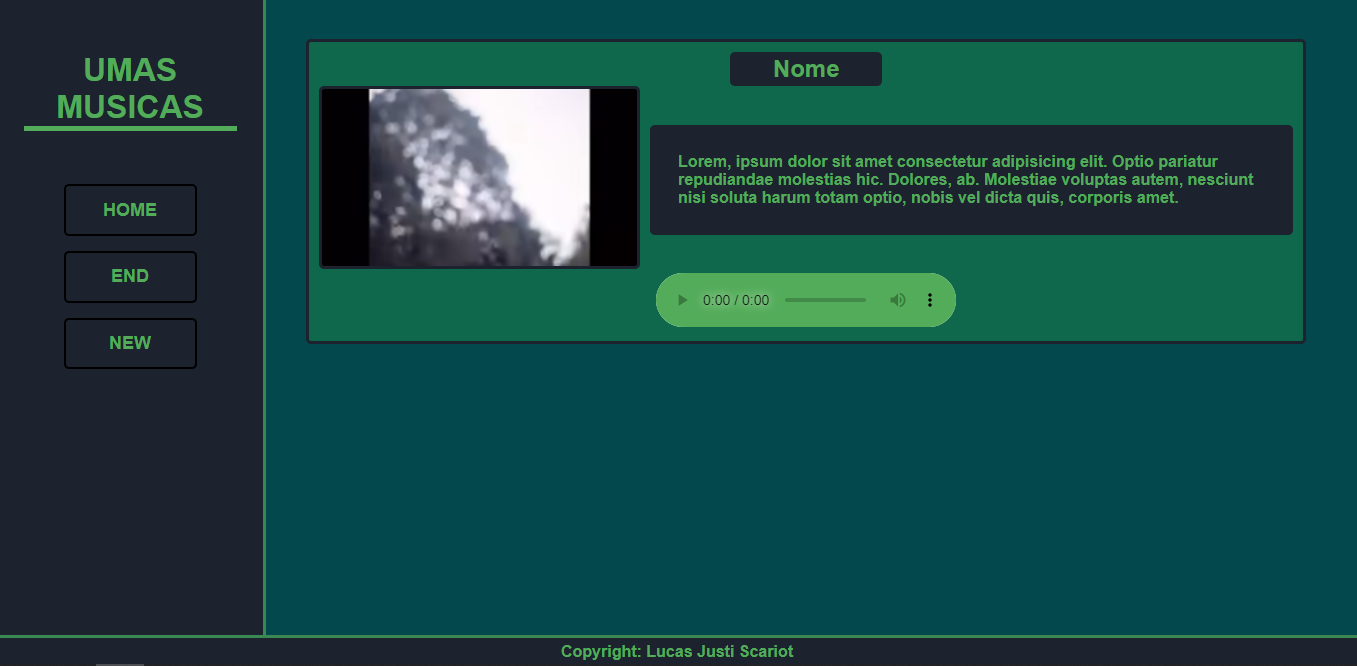 UMAS
MUSICAS
HOME
END
NEW
Nome
Lorem, ipsum dolor sit amet consectetur adipisicing elit. Optio pariatur
repudiandae molestias hic. Dolores, ab. Molestiae voluptas autem, nesciunt
nisi soluta harum totam optio, nobis vel dicta quis, corporis amet.
0:00 / 0:00
Copyright: Lucas Justi Scariot